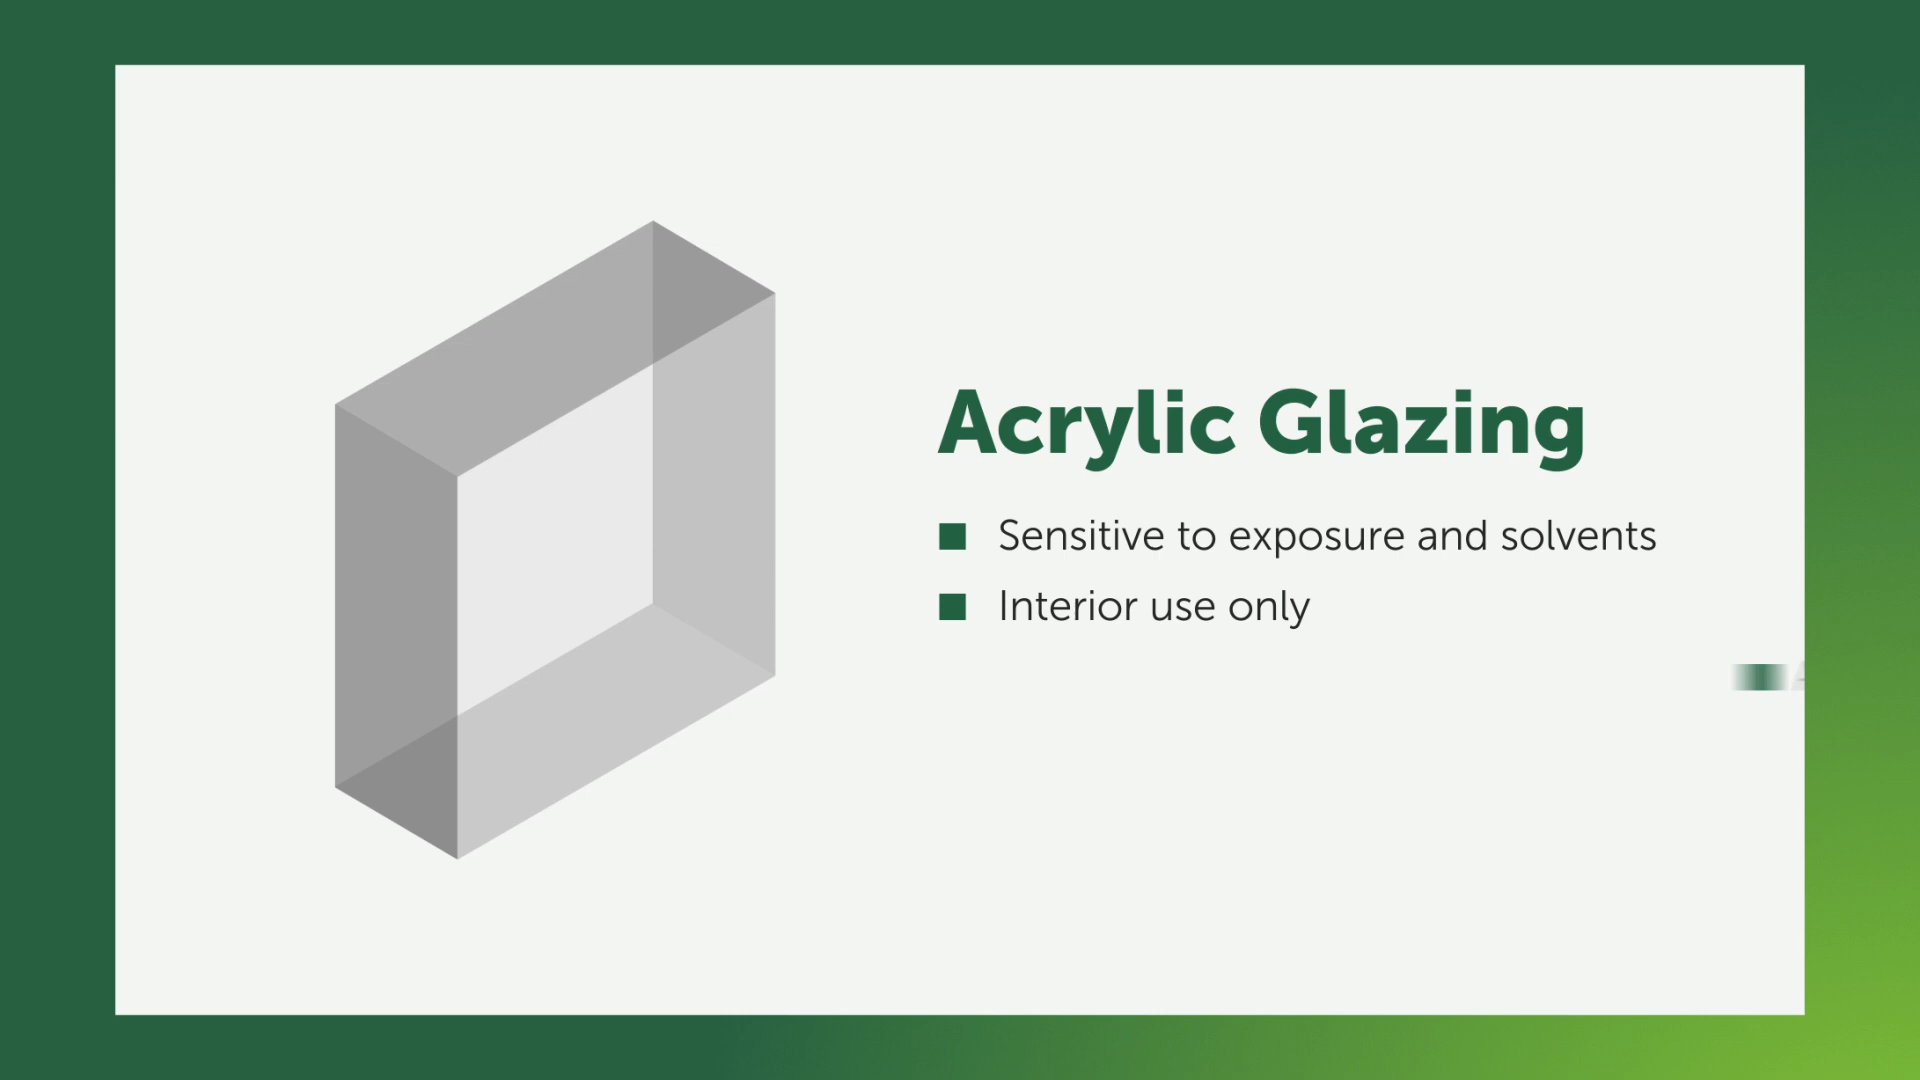 Acrylic Glazing
Sensitive to exposure and solvents
Interior use only